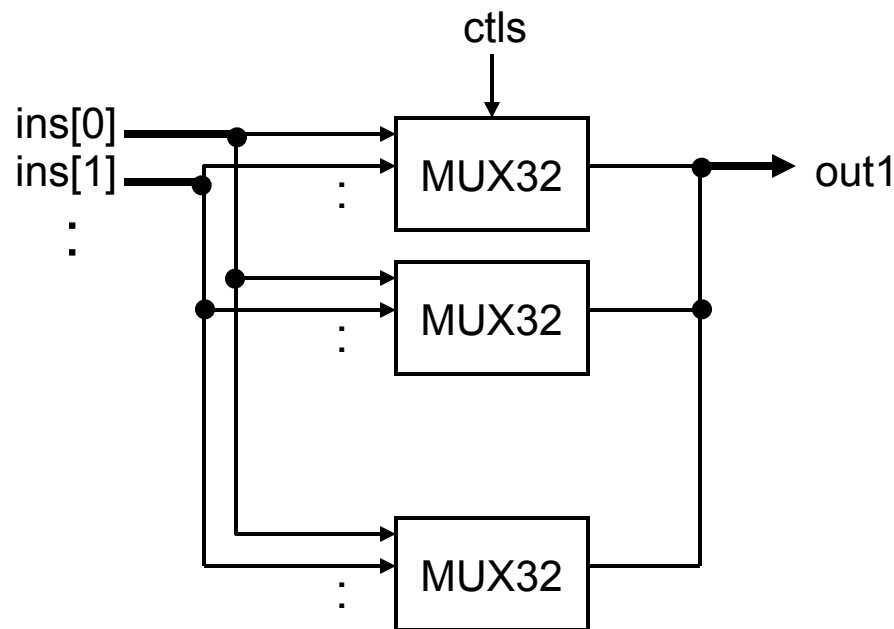 ctls
ins[0]
ins[1]
:
MUX32
out1
:
MUX32
:
MUX32
: